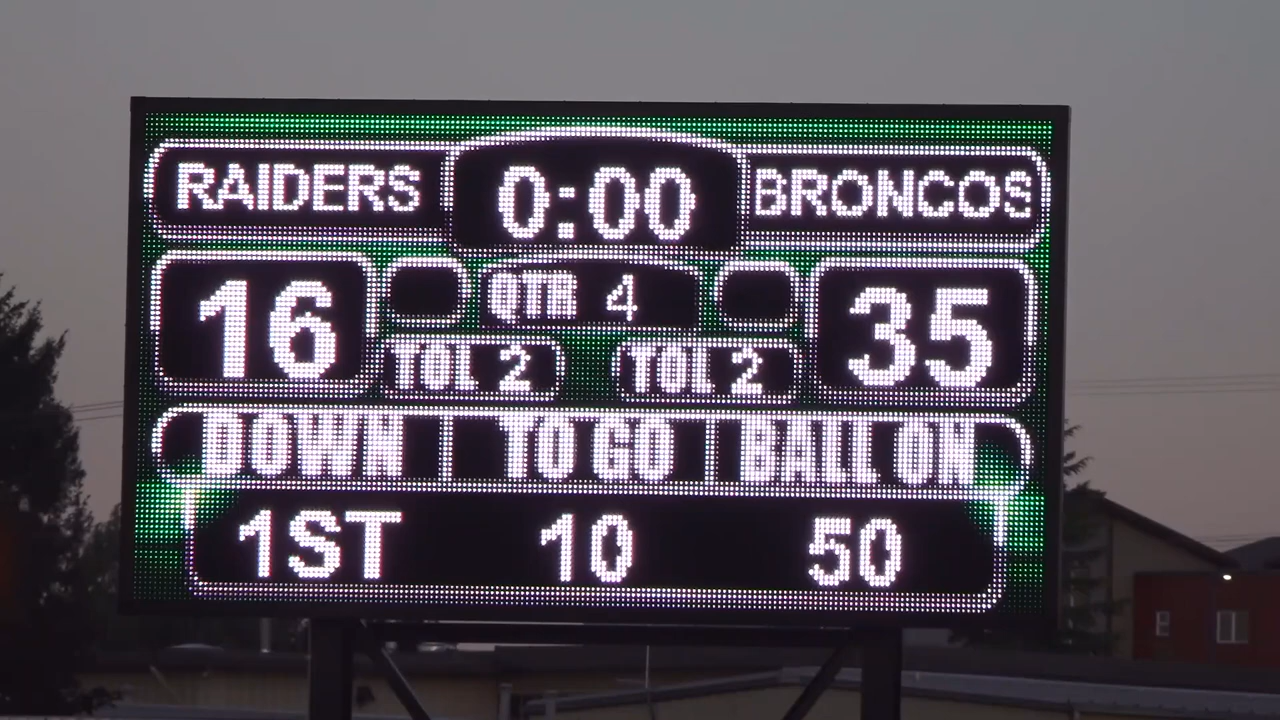 RAIDERS 0:00 BRONCOS
16 QTR 4 35
TOL 2 TOL 2
DOWN TO GO BALL ON
1ST 10 50